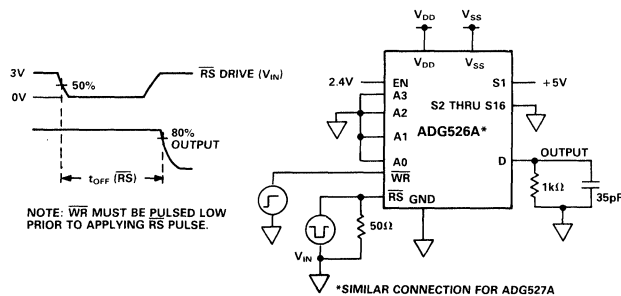 3V
0V
50%
RS DRIVE (VIN)
80%
OUTPUT
tOFF (RS)
NOTE: WR MUST BE PULSED LOW
PRIOR TO APPLYING RS PULSE.
VDD
VSS
VDD
VSS
2.4V
EN
A3
A2
A1
A0
WR
RS
GND
ADG526A*
S1
+5V
S2 THRU S16
D
OUTPUT
1kΩ
35pF
50Ω
VIN
*SIMILAR CONNECTION FOR ADG527A